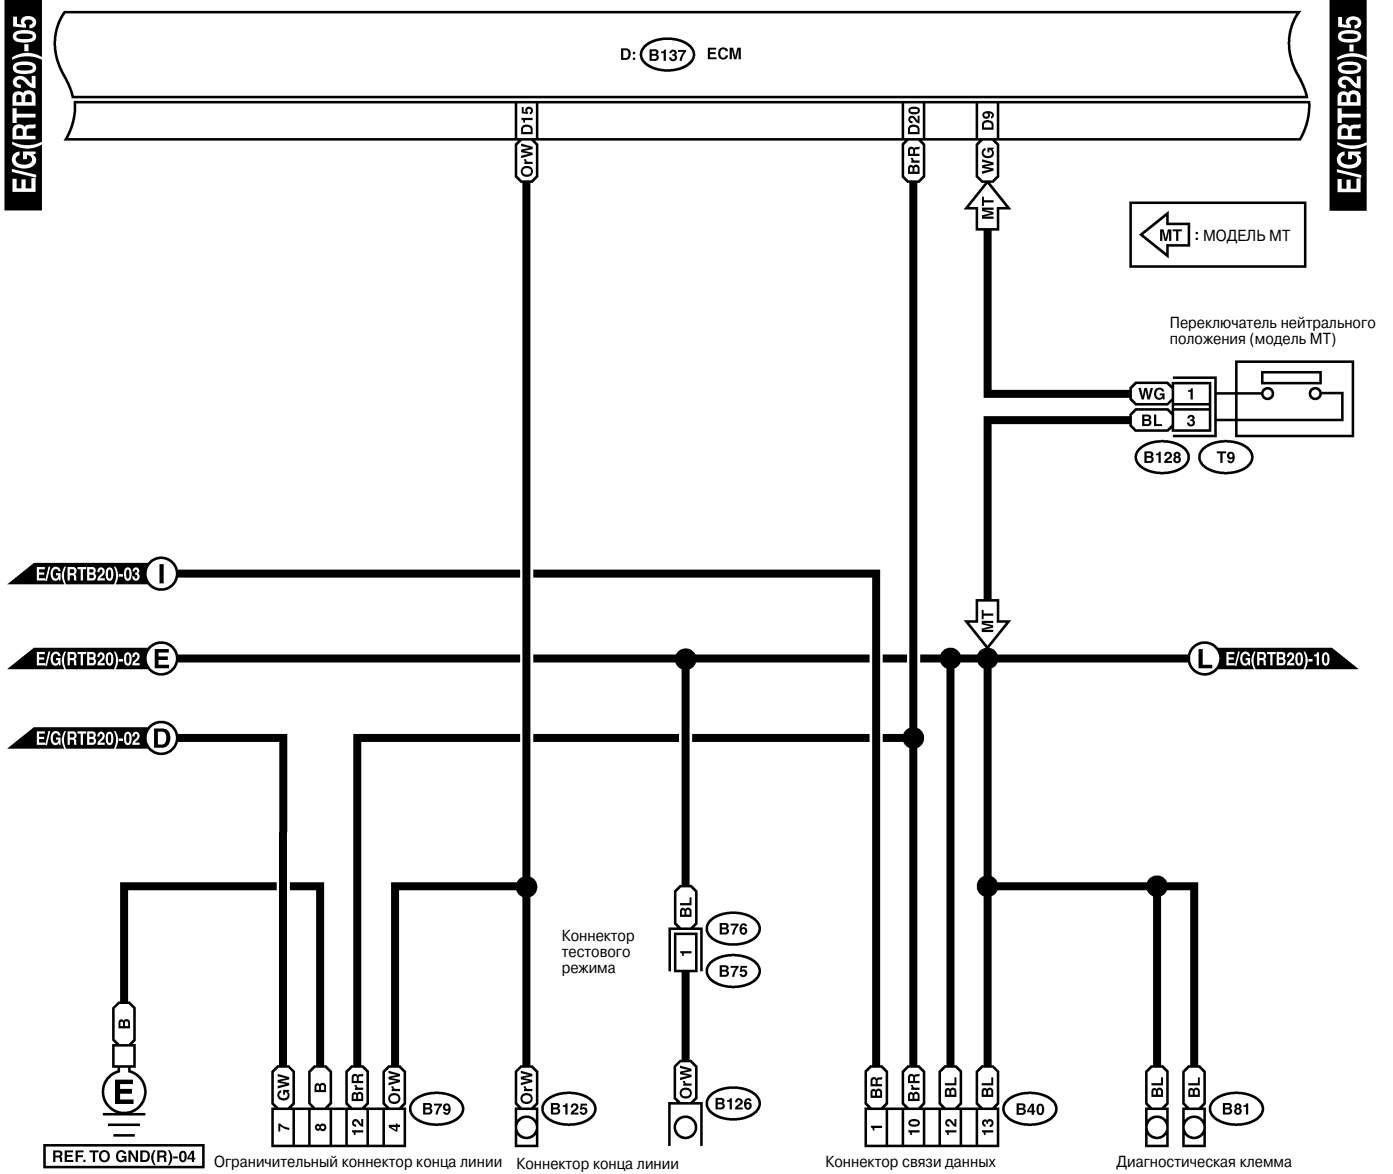 E/G(RTB20)-05
E/G(RTB20)-05
D: B137 ECM
D15
D20
D9
OrW
BrR
WG
MT
MT : МОДЕЛЬ МТ
Переключатель нейтрального
положения (модель МТ)
WG 1
BL 3
B128 T9
E/G(RTB20)-03 I
MT
E/G(RTB20)-02 E
L E/G(RTB20)-10
E/G(RTB20)-02 D
BL
B76
Коннектор
тестового
режима
1
B75
B
E
REF. TO GND(R)-04
GW
B
BrR
OrW
B79
7
8
12
4
Ограничительный коннектор конца линии
OrW
B125
Коннектор конца линии
OrW
B126
BR
BrR
BL
BL
B40
1
10
12
13
Коннектор связи данных
BL
BL
B81
Диагностическая клемма